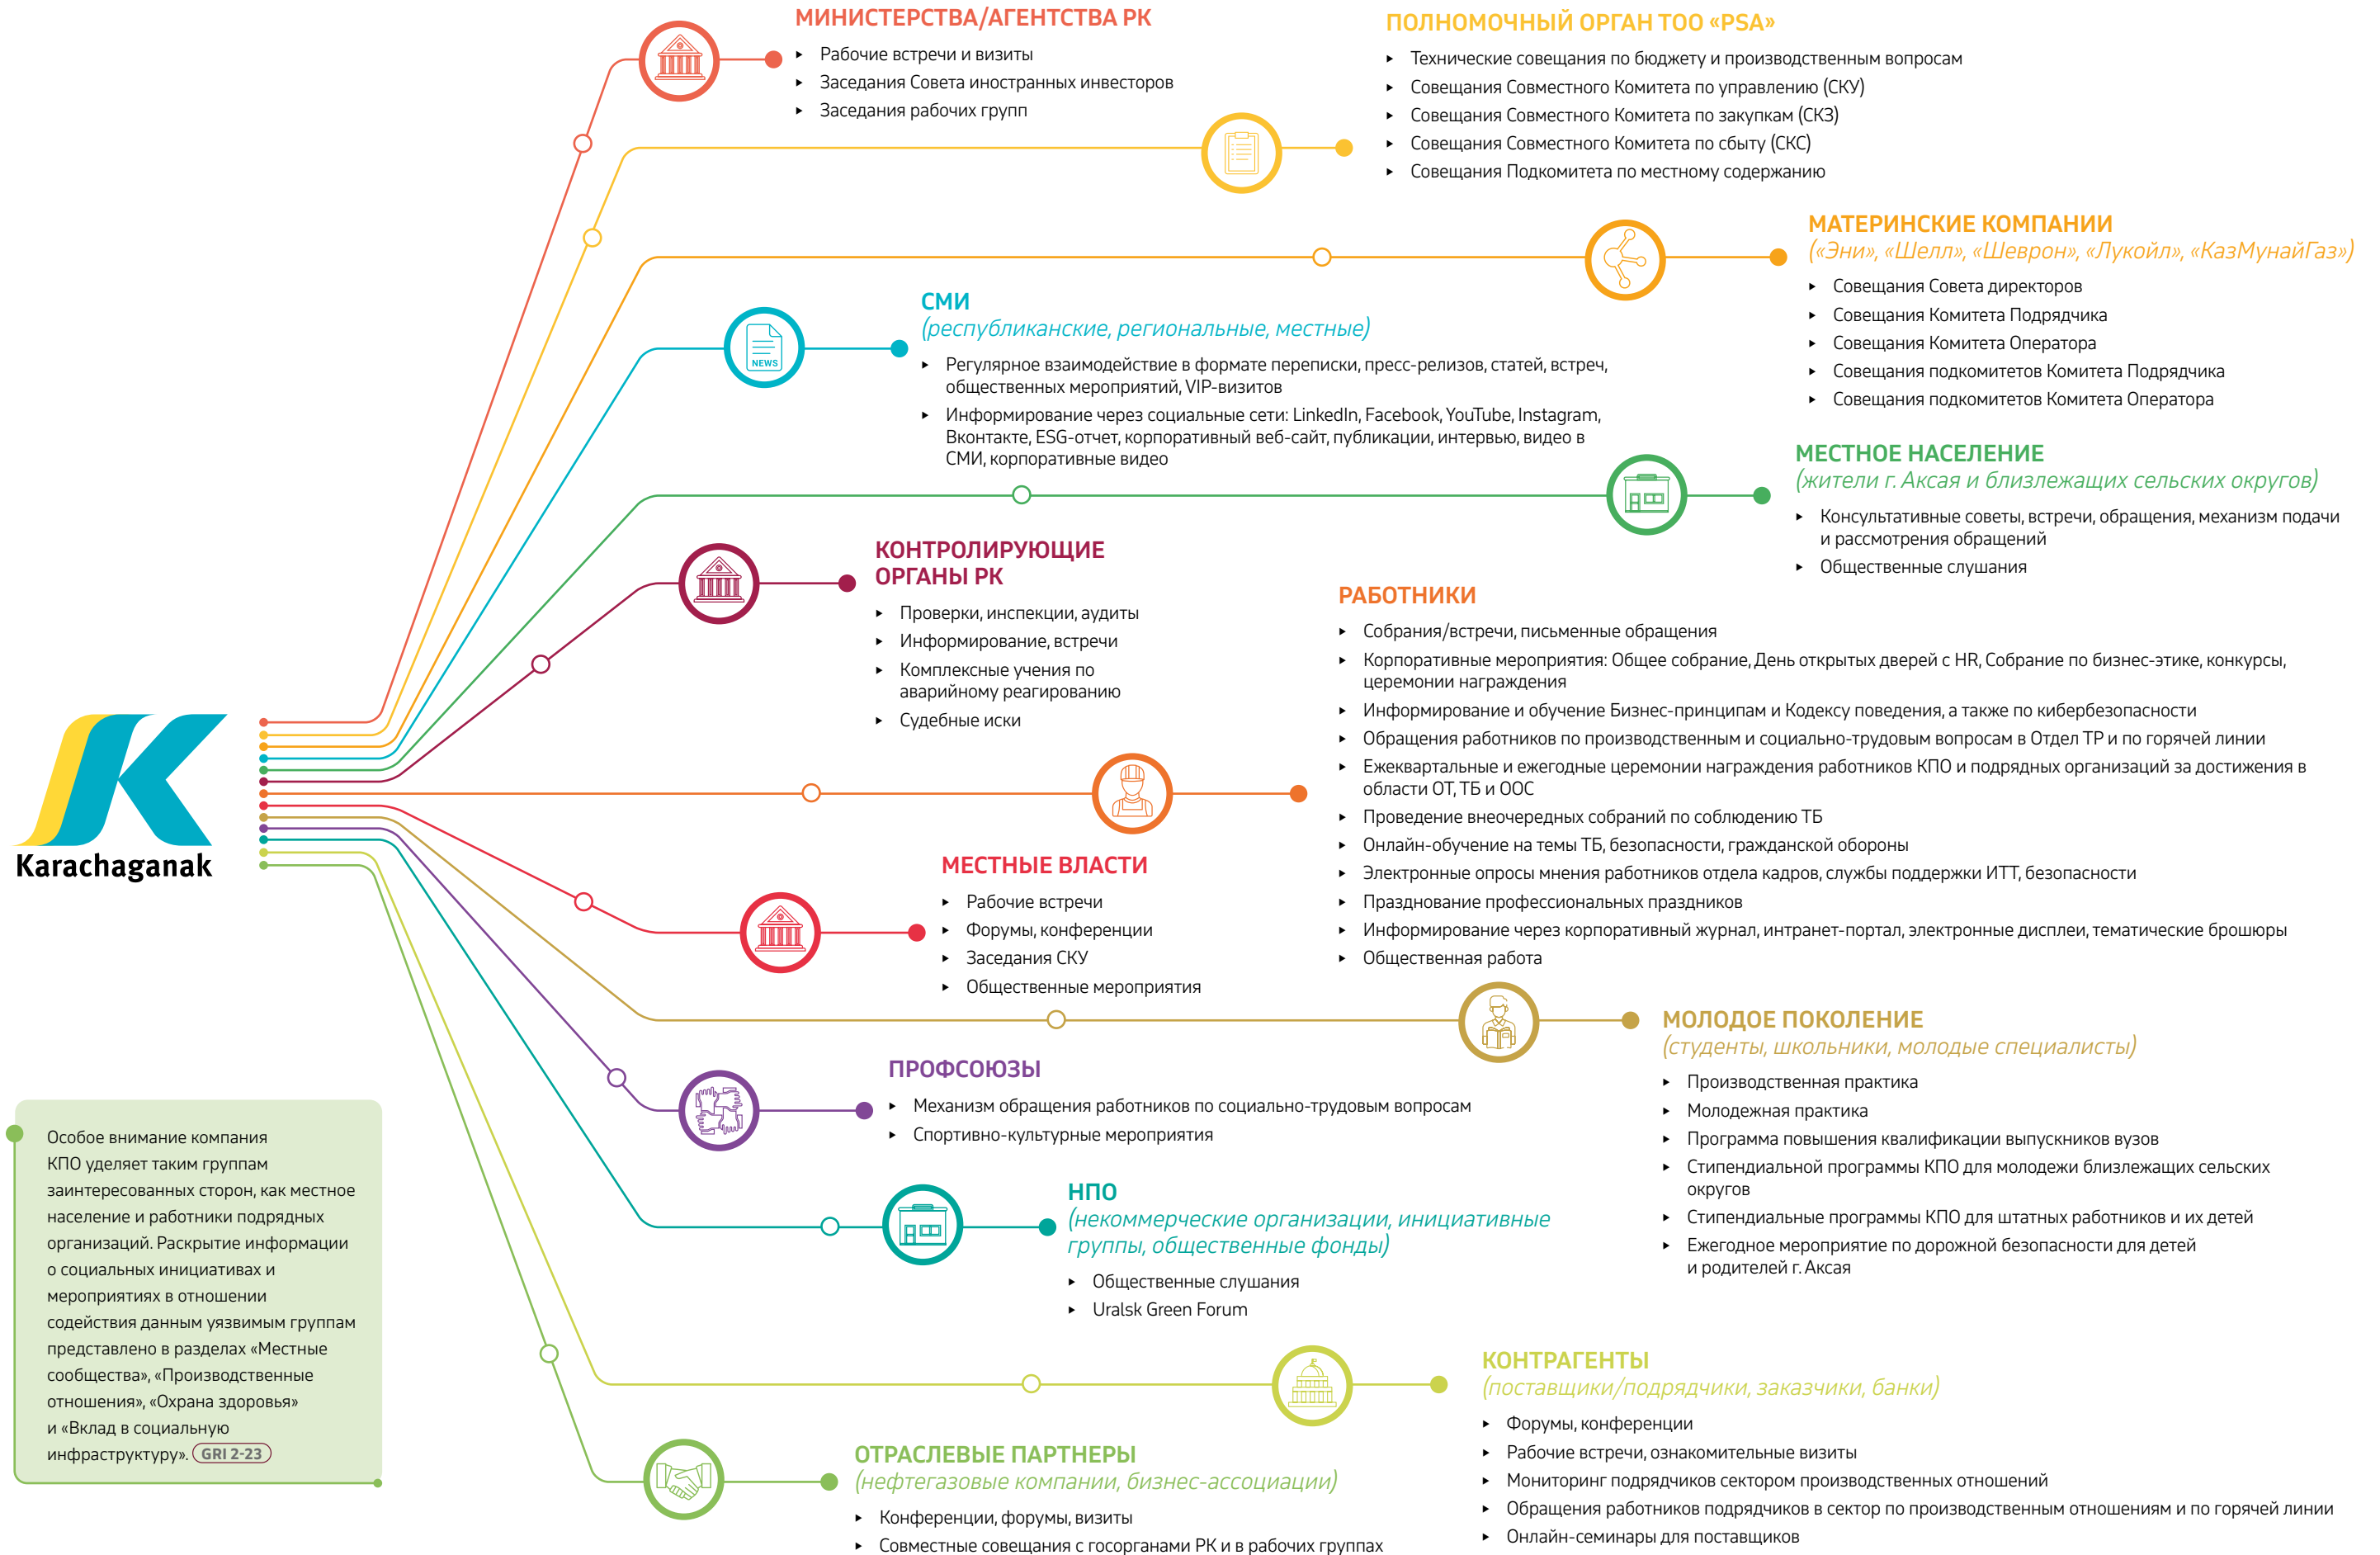 МИНИСТЕРСТВА/АГЕНТСТВА РК
▸ Рабочие встречи и визиты
▸ Заседания Совета иностранных инвесторов
▸ Заседания рабочих групп
ПОЛНОМОЧНЫЙ ОРГАН ТОО «PSA»
▸ Технические совещания по бюджету и производственным вопросам
▸ Совещания Совместного Комитета по управлению (СКУ)
▸ Совещания Совместного Комитета по закупкам (СКЗ)
▸ Совещания Совместного Комитета по сбыту (СКС)
▸ Совещания Подкомитета по местному содержанию
МАТЕРИНСКИЕ КОМПАНИИ
(«Эни», «Шелл», «Шеврон», «Лукойл», «КазМунайГаз»)
▸ Совещания Совета директоров
▸ Совещания Комитета Подрядчика
▸ Совещания Комитета Оператора
▸ Совещания подкомитетов Комитета Подрядчика
▸ Совещания подкомитетов Комитета Оператора
NEWS
СМИ
(республиканские, региональные, местные)
▸ Регулярное взаимодействие в формате переписки, пресс-релизов, статей, встреч,
общественных мероприятий, VIP-визитов
▸ Информирование через социальные сети: LinkedIn, Facebook, YouTube, Instagram,
Вконтакте, ESG-отчет, корпоративный веб-сайт, публикации, интервью, видео в
СМИ, корпоративные видео
МЕСТНОЕ НАСЕЛЕНИЕ
(жители г. Аксая и близлежащих сельских округов)
▸ Консультативные советы, встречи, обращения, механизм подачи
и рассмотрения обращений
▸ Общественные слушания
КОНТРОЛИРУЮЩИЕ
ОРГАНЫ РК
▸ Проверки, инспекции, аудиты
▸ Информирование, встречи
▸ Комплексные учения по
аварийному реагированию
▸ Судебные иски
РАБОТНИКИ
▸ Собрания/встречи, письменные обращения
▸ Корпоративные мероприятия: Общее собрание, День открытых дверей с HR, Собрание по бизнес-этике, конкурсы,
церемонии награждения
▸ Информирование и обучение Бизнес-принципам и Кодексу поведения, а также по кибербезопасности
▸ Обращения работников по производственным и социально-трудовым вопросам в Отдел ТР и по горячей линии
▸ Ежеквартальные и ежегодные церемонии награждения работников КПО и подрядных организаций за достижения в
области ОТ, ТБ и ООС
▸ Проведение внеочередных собраний по соблюдению ТБ
▸ Онлайн-обучение на темы ТБ, безопасности, гражданской обороны
▸ Электронные опросы мнения работников отдела кадров, службы поддержки ИТТ, безопасности
▸ Празднование профессиональных праздников
▸ Информирование через корпоративный журнал, интранет-портал, электронные дисплеи, тематические брошюры
▸ Общественная работа
Karachaganak
МЕСТНЫЕ ВЛАСТИ
▸ Рабочие встречи
▸ Форумы, конференции
▸ Заседания СКУ
▸ Общественные мероприятия
МОЛОДОЕ ПОКОЛЕНИЕ
(студенты, школьники, молодые специалисты)
▸ Производственная практика
▸ Молодежная практика
▸ Программа повышения квалификации выпускников вузов
▸ Стипендиальной программы КПО для молодежи близлежащих сельских
округов
▸ Стипендиальные программы КПО для штатных работников и их детей
▸ Ежегодное мероприятие по дорожной безопасности для детей
и родителей г. Аксая
ПРОФСОЮЗЫ
▸ Механизм обращения работников по социально-трудовым вопросам
▸ Спортивно-культурные мероприятия
Особое внимание компания
КПО уделяет таким группам
заинтересованных сторон, как местное
население и работники подрядных
организаций. Раскрытие информации
о социальных инициативах и
мероприятиях в отношении
содействия данным уязвимым группам
представлено в разделах «Местные
сообщества», «Производственные
отношения», «Охрана здоровья»
и «Вклад в социальную
инфраструктуру». GRI 2-23
НПО
(некоммерческие организации, инициативные
группы, общественные фонды)
▸ Общественные слушания
▸ Uralsk Green Forum
КОНТРАГЕНТЫ
(поставщики/подрядчики, заказчики, банки)
▸ Форумы, конференции
▸ Рабочие встречи, ознакомительные визиты
▸ Мониторинг подрядчиков сектором производственных отношений
▸ Обращения работников подрядчиков в сектор по производственным отношениям и по горячей линии
▸ Онлайн-семинары для поставщиков
ОТРАСЛЕВЫЕ ПАРТНЕРЫ
(нефтегазовые компании, бизнес-ассоциации)
▸ Конференции, форумы, визиты
▸ Совместные совещания с госорганами РК и в рабочих группах